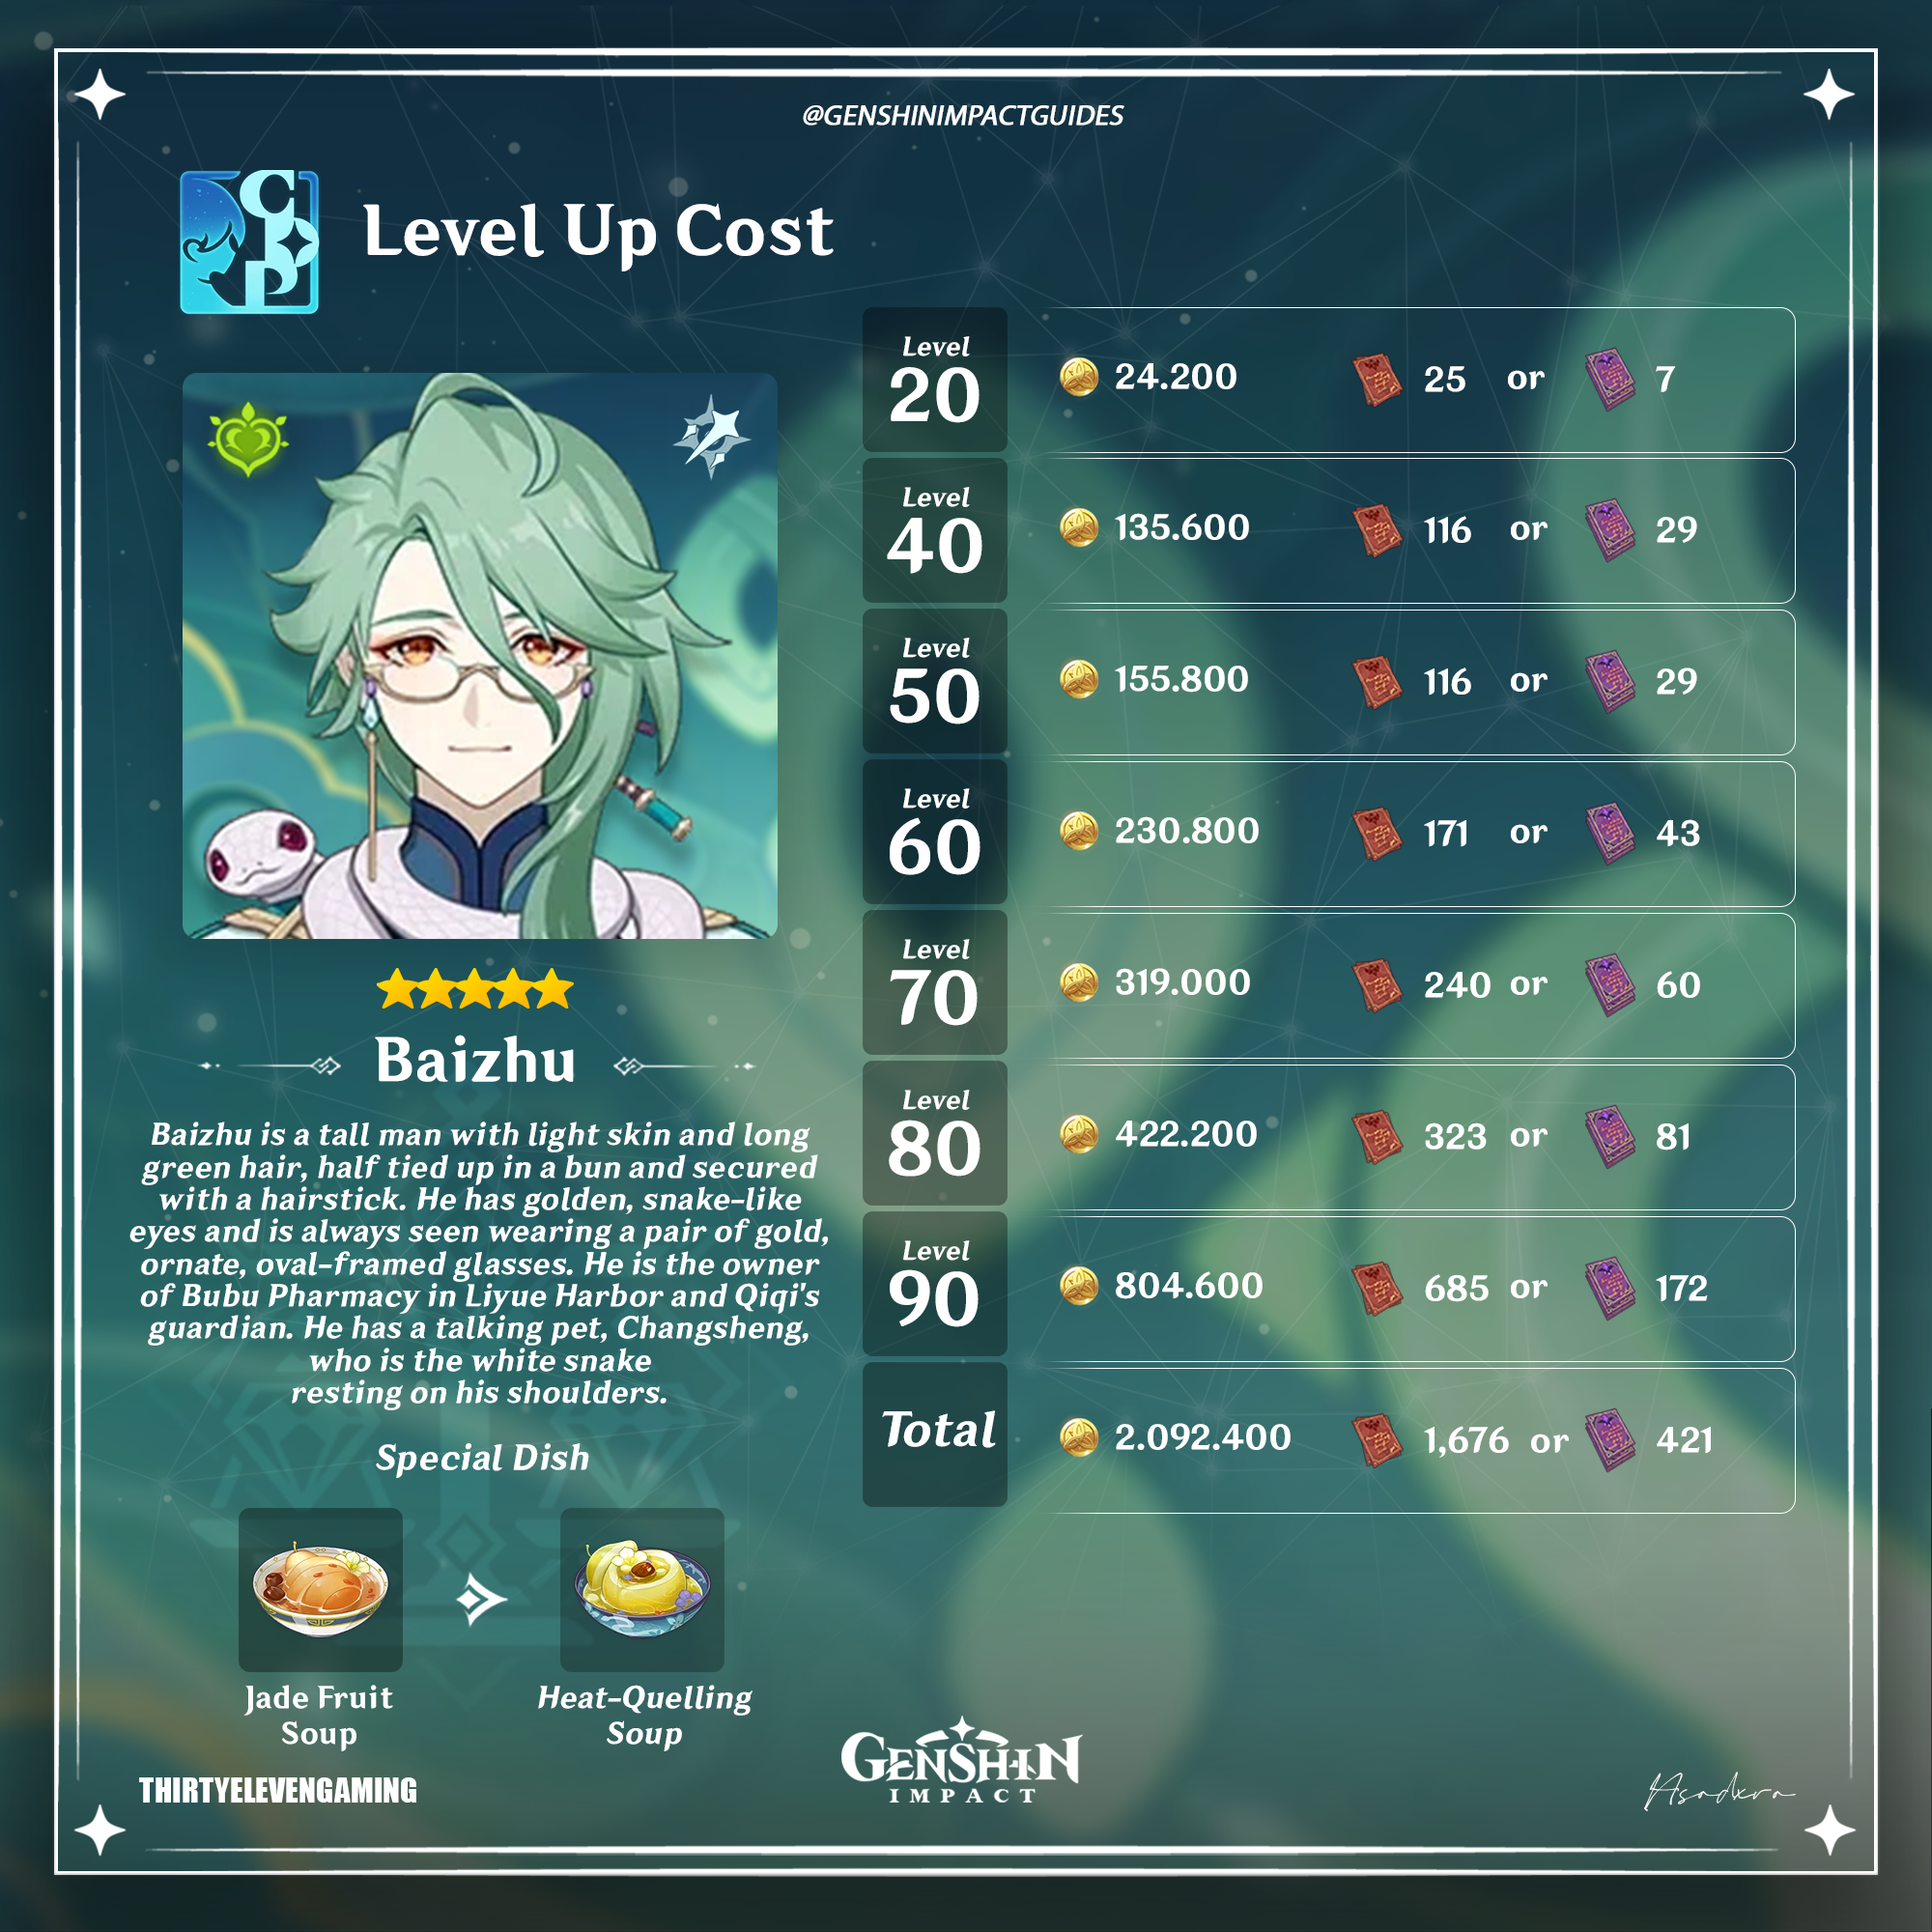 @GENSHINIMPACTGUIDES
Level Up Cost
Level
20
24.200
25 or
7
Level
40
135.600
116 or
29
Level
50
155.800
116 or
29
Level
60
230.800
171 or
43
Level
70
319.000
240 or
60
Level
80
422.200
323 or
81
Level
90
804.600
685 or
172
Total
2.092.400
1,676 or
421
Baizhu
Baizhu is a tall man with light skin and long
green hair, half tied up in a bun and secured
with a hairstick. He has golden, snake-like
eyes and is always seen wearing a pair of gold,
ornate, oval-framed glasses. He is the owner
of Bubu Pharmacy in Liyue Harbor and Qiqi's
guardian. He has a talking pet, Changsheng,
who is the white snake
resting on his shoulders.
Special Dish
Jade Fruit
Soup
Heat-Quelling
Soup
THIRTYELEVENGAMING
GENSHIN
IMPACT